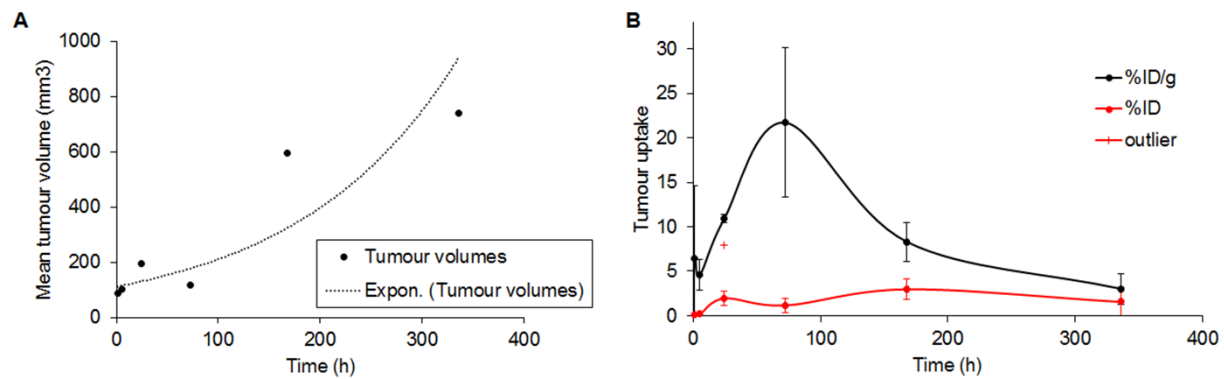 A
Mean tumour volume (mm3)
1000
800
600
400
200
0
0 100 200 300 400
Time (h)
Tumour volumes
Expon. (Tumour volumes)
B
Tumour uptake
30
25
20
15
10
5
0
0 100 200 300 400
Time (h)
%ID/g
%ID
outlier